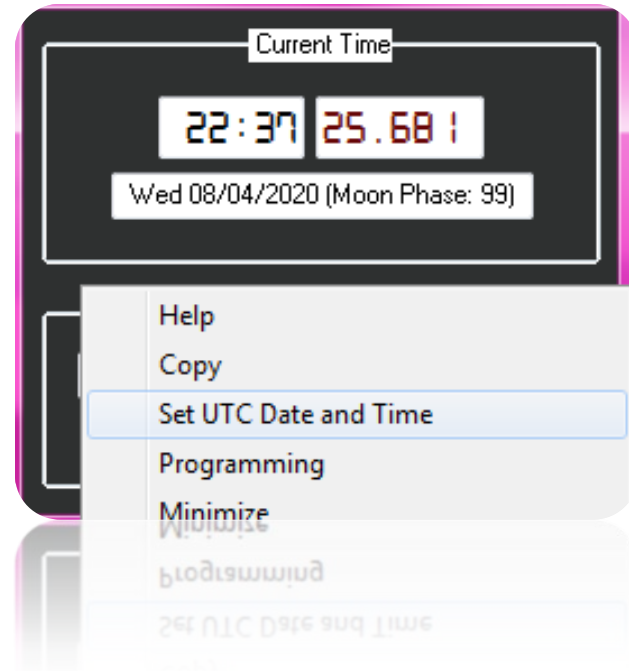 Current Time
22:37 25.681
Wed 08/04/2020 (Moon Phase: 99)
Help
Copy
Set UTC Date and Time
Programming
Minimize